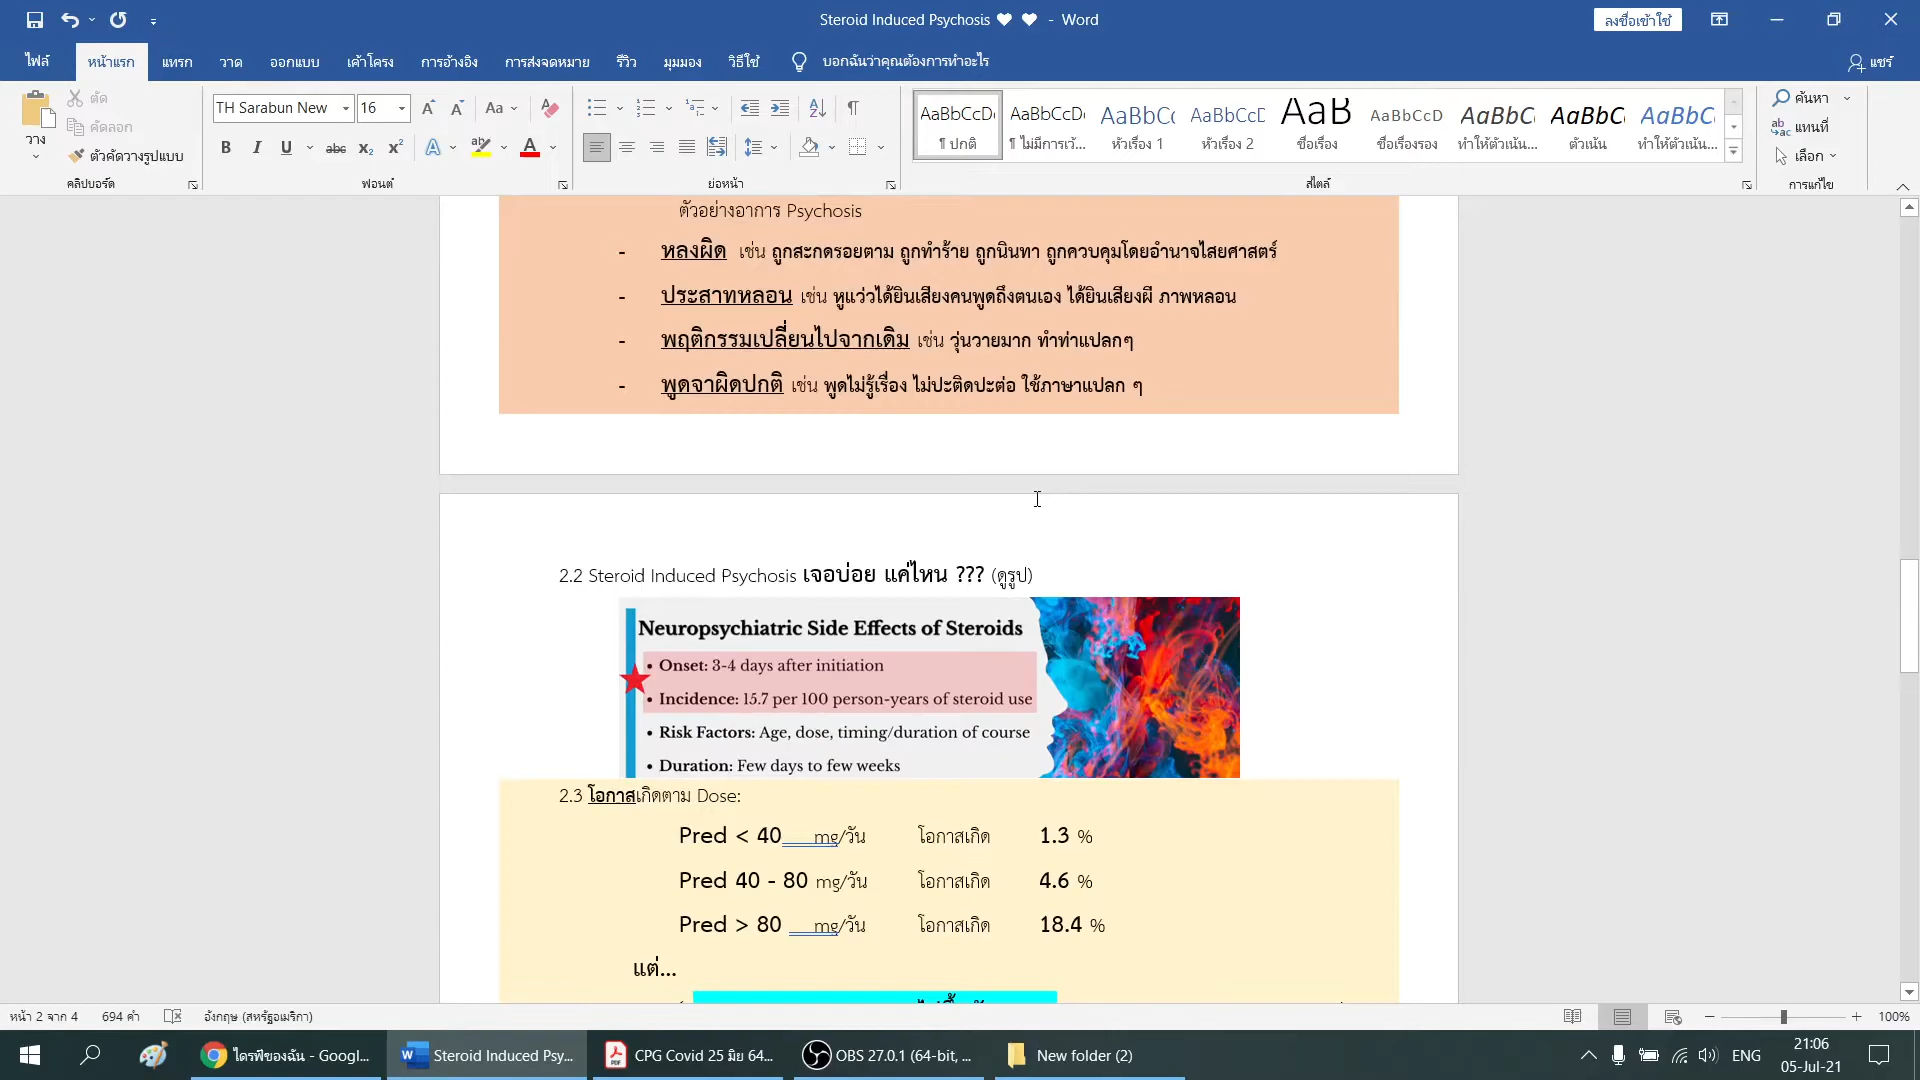 Steroid Induced Psychosis ♥ ♥ - Word
ลงชื่อเข้าใช้
ไฟล์ หน้าแรก แทรก วาด ออกแบบ เค้าโครง การอ้างอิง การส่งจดหมาย รีวิว มุมมอง วิธีใช้ บอกฉันว่าคุณต้องการทำอะไร แชร์
วาง
ตัด
คัดลอก
ตัวคัดวางรูปแบบ
คลิปบอร์ด
TH Sarabun New 16
Aa
B I U abc x₂ x² A A
ฟอนต์
ย่อหน้า
AaBbCcDc AaBbCcDc AaBbCc AaBbCcD AaB AaBbCcD AaBbC AaBbC AaBbC
¶ ปกติ ¶ ไม่มีการเว้... หัวเรื่อง 1 หัวเรื่อง 2 ชื่อเรื่อง ชื่อเรื่องรอง ทำให้ตัวเน้น... ตัวเน้น ทำให้ตัวเน้น...
สไตล์
ค้นหา
แทนที่
เลือก
การแก้ไข
ตัวอย่างอาการ Psychosis
- หลงผิด เช่น ถูกสะกดรอยตาม ถูกทำร้าย ถูกนินทา ถูกควบคุมโดยอำนาจไสยศาสตร์
- ประสาทหลอน เช่น หูแว่วได้ยินเสียงคนพูดถึงตนเอง ได้ยินเสียงผี ภาพหลอน
- พฤติกรรมเปลี่ยนไปจากเดิม เช่น วุ่นวายมาก ทำท่าแปลกๆ
- พูดจาผิดปกติ เช่น พูดไม่รู้เรื่อง ไม่ปะติดปะต่อ ใช้ภาษาแปลก ๆ
2.2 Steroid Induced Psychosis เจอบ่อย แค่ไหน ??? (ดูรูป)
Neuropsychiatric Side Effects of Steroids
• Onset: 3-4 days after initiation
• Incidence: 15.7 per 100 person-years of steroid use
• Risk Factors: Age, dose, timing/duration of course
• Duration: Few days to few weeks
2.3 โอกาสเกิดตาม Dose:
Pred < 40 mg/วัน โอกาสเกิด 1.3 %
Pred 40 - 80 mg/วัน โอกาสเกิด 4.6 %
Pred > 80 mg/วัน โอกาสเกิด 18.4 %
แต่...
หน้า 2 จาก 4 694 คำ อังกฤษ (สหรัฐอเมริกา) 100%
ไดรฟ์ของฉัน - Googl... Steroid Induced Psy... CPG Covid 25 มิย 64... OBS 27.0.1 (64-bit, ... New folder (2) ENG 21:06
05-Jul-21